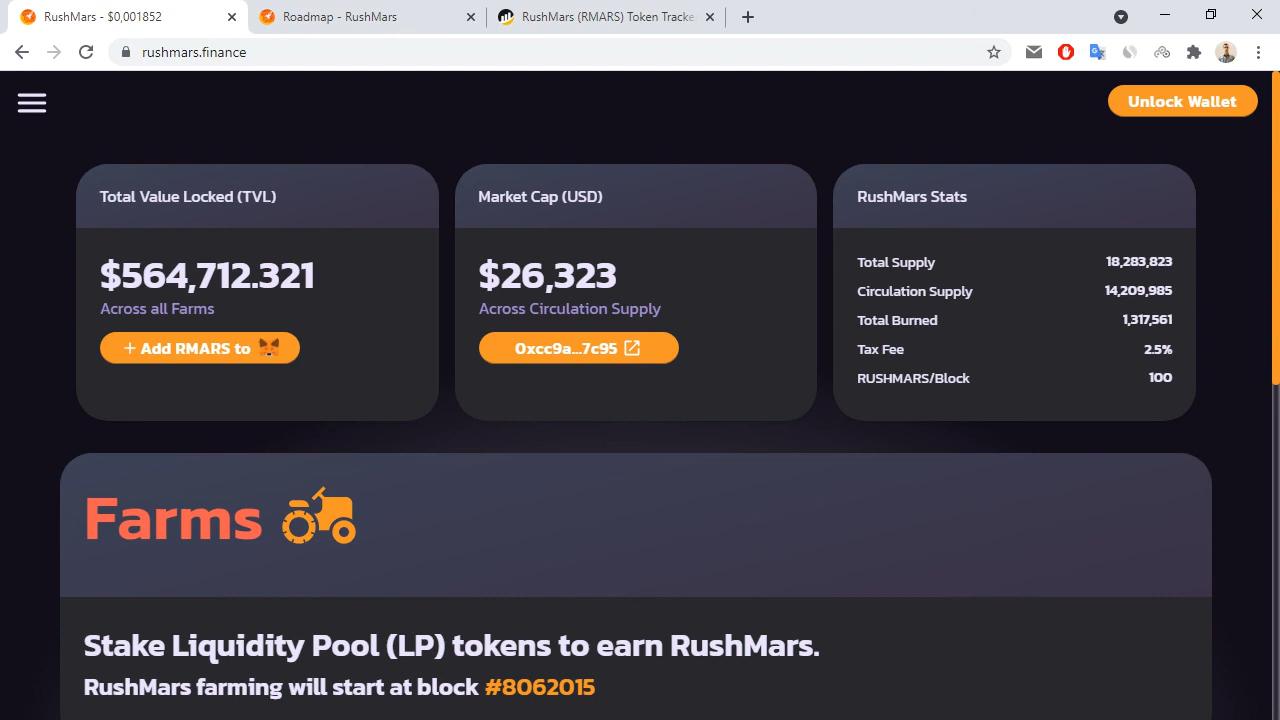 RushMars - $0,001852
Roadmap - RushMars
RushMars (RMARS) Token Tracke
rushmars.finance
Unlock Wallet
Total Value Locked (TVL)
$564,712.321
Across all Farms
+ Add RMARS to
Market Cap (USD)
$26,323
Across Circulation Supply
0xcc9a...7c95
RushMars Stats
Total Supply 18,283,823
Circulation Supply 14,209,985
Total Burned 1,317,561
Tax Fee 2.5%
RUSHMARS/Block 100
Farms
Stake Liquidity Pool (LP) tokens to earn RushMars.
RushMars farming will start at block #8062015